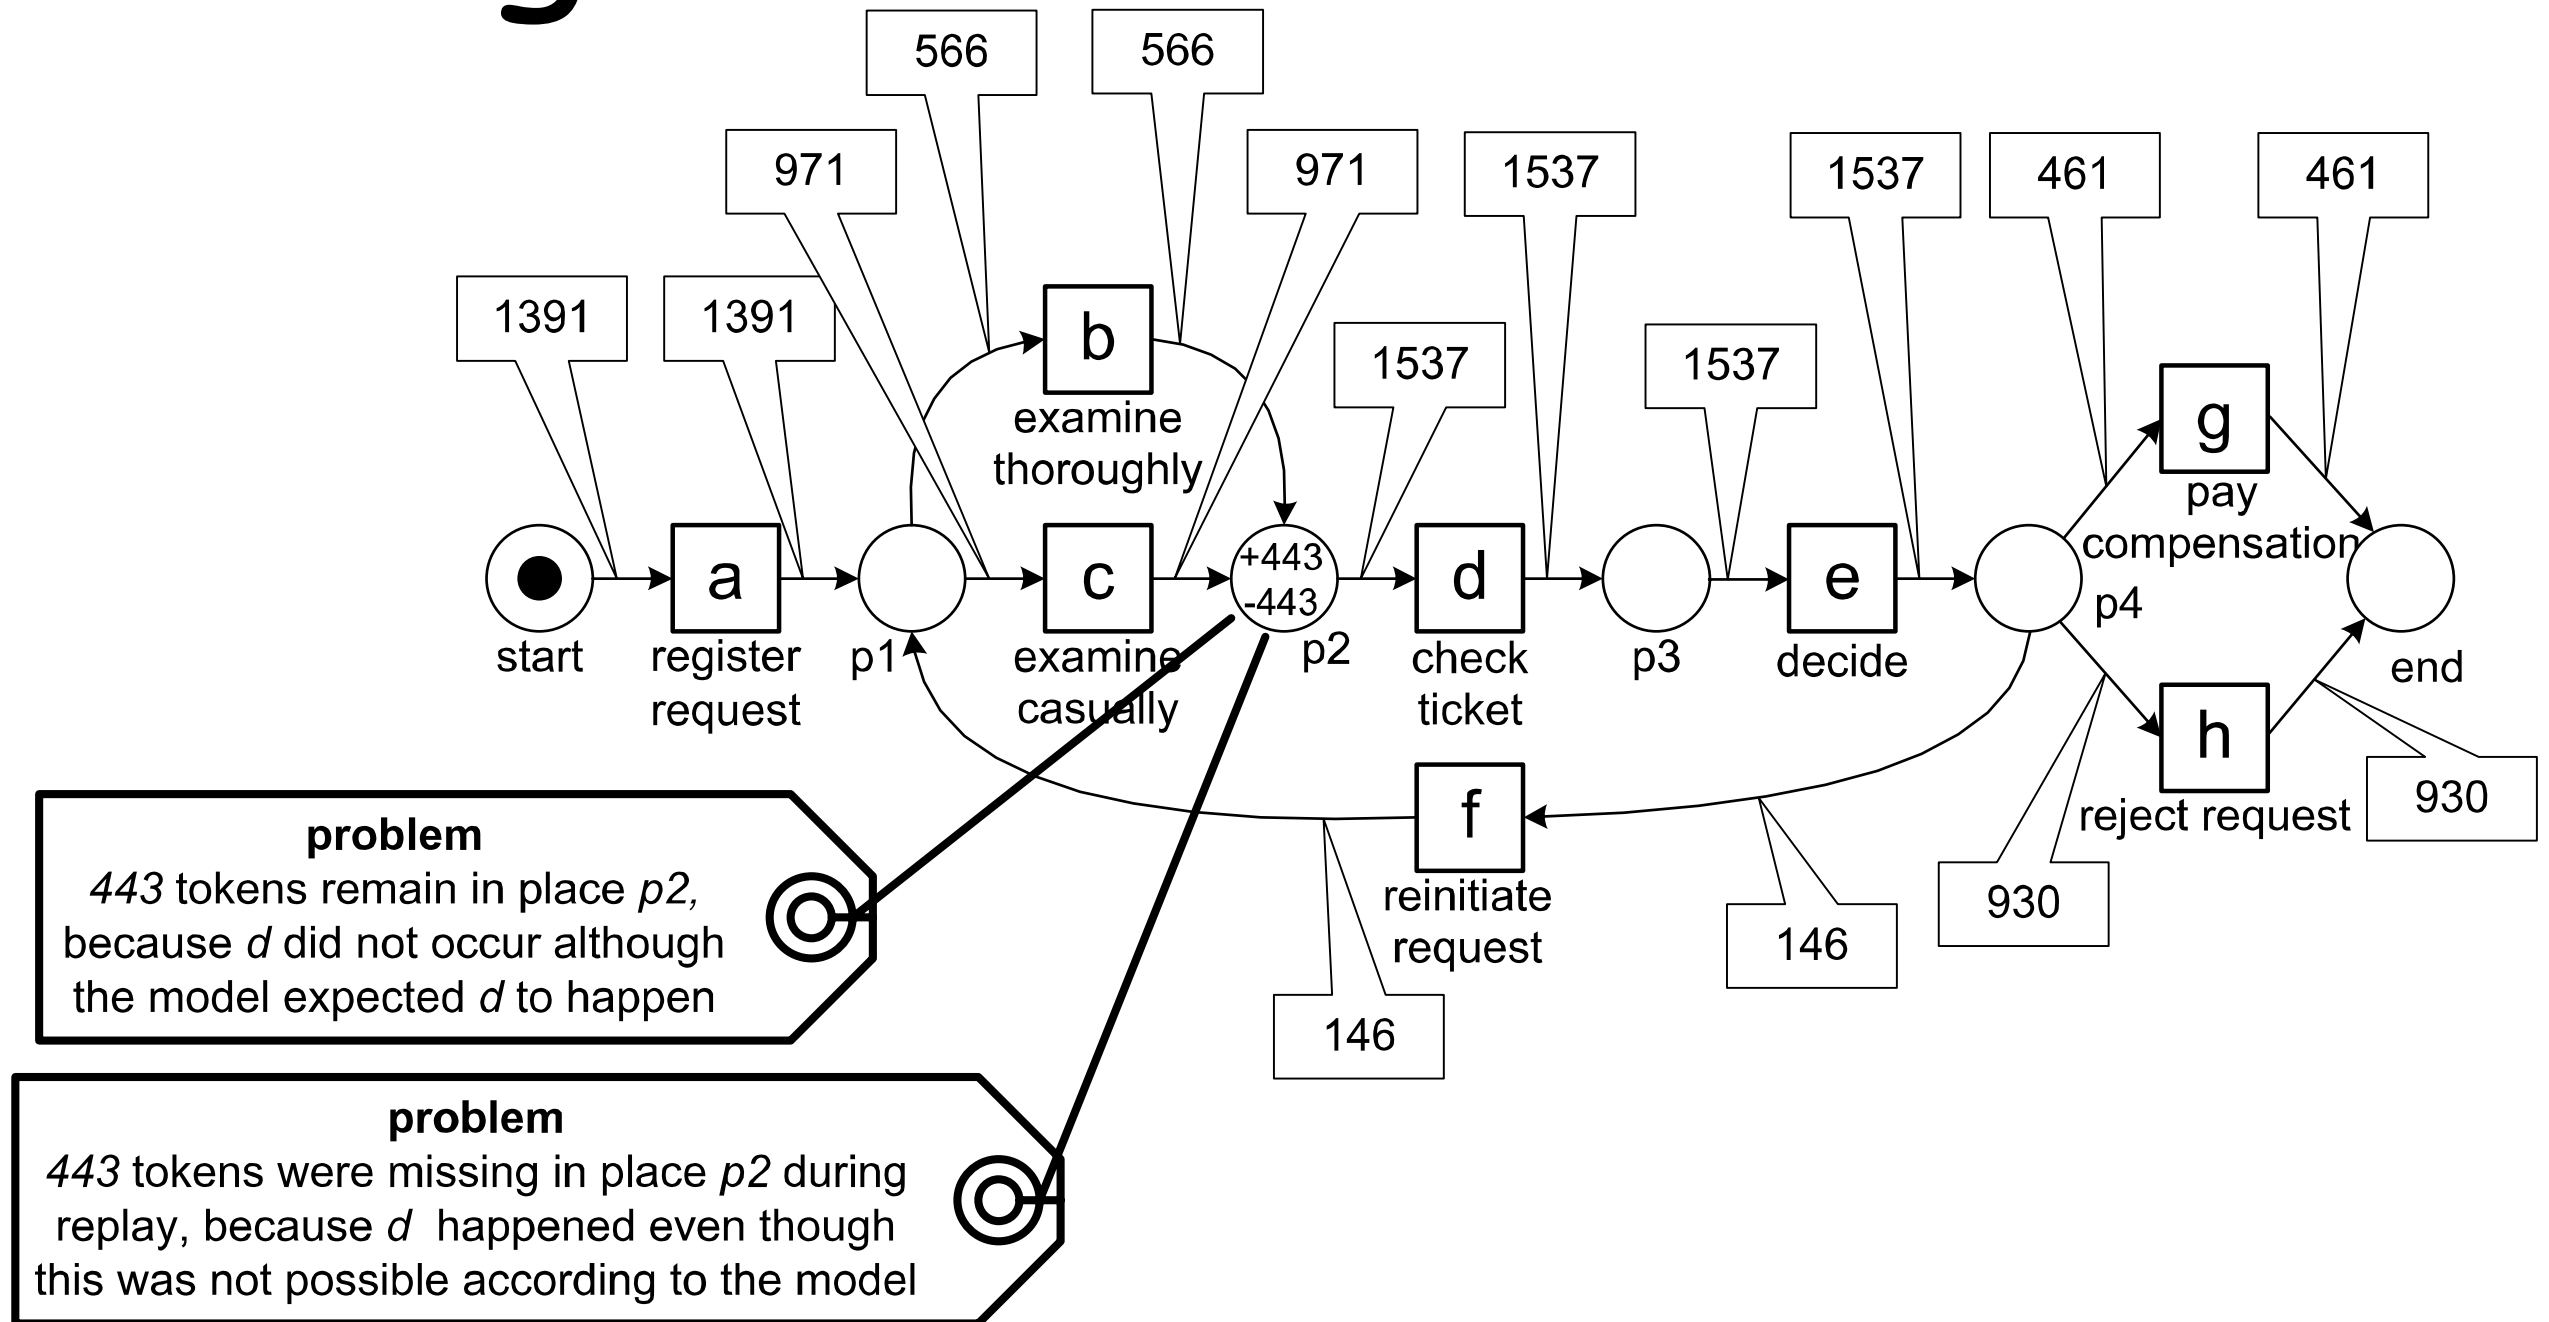 566
566
971
971
1537
1537
461
461
1391
1391
1537
1537
b
examine
thoroughly
g
pay
compensation
start
a
register
request
p1
c
examine
casually
+443
-443
p2
d
check
ticket
p3
e
decide
p4
end
h
reject request
930
930
f
reinitiate
request
146
146
problem
443 tokens remain in place p2,
because d did not occur although
the model expected d to happen
problem
443 tokens were missing in place p2 during
replay, because d happened even though
this was not possible according to the model